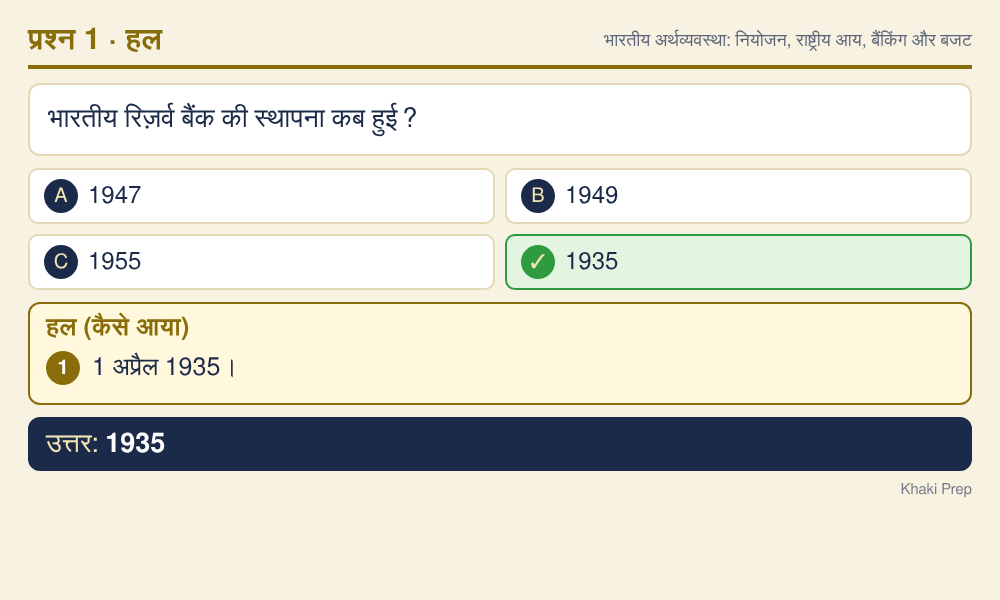 प्रश्न 1 · हल
भारतीय अर्थव्यवस्था: नियोजन, राष्ट्रीय आय, बैंकिंग और बजट
भारतीय रिज़र्व बैंक की स्थापना कब हुई ?
A 1947
B 1949
C 1955
✓ 1935
हल (कैसे आया)
1 1 अप्रैल 1935।
उत्तर: 1935
Khaki Prep